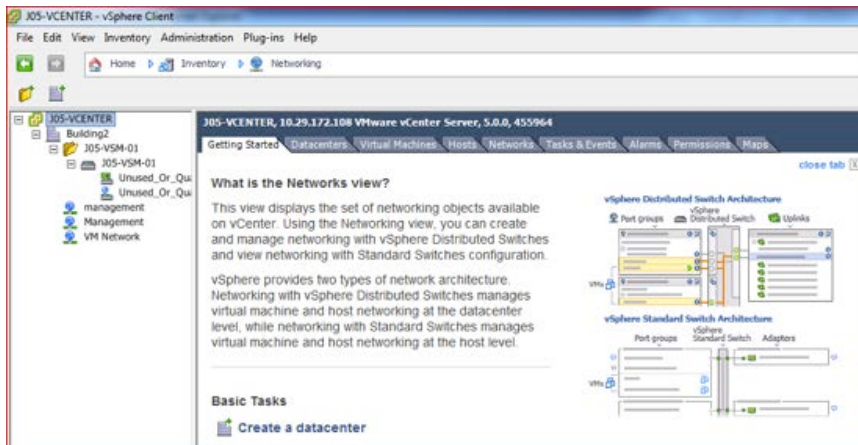 J05-VCENTER - vSphere Client
File Edit View Inventory Administration Plug-ins Help
Home Inventory Networking
J05-VCENTER
Building2
J05-VSM-01
J05-VSM-01
Unused_Or_Qua
Unused_Or_Qua
management
Management
VM Network
J05-VCENTER, 10.29.172.108 VMware vCenter Server, 5.0.0, 455964
Getting Started Datacenters Virtual Machines Hosts Networks Tasks & Events Alarms Permissions Maps
close tab
What is the Networks view?
This view displays the set of networking objects available
on vCenter. Using the Networking view, you can create
and manage networking with vSphere Distributed Switches
and view networking with Standard Switches configuration.
vSphere provides two types of network architecture.
Networking with vSphere Distributed Switches manages
virtual machine and host networking at the datacenter
level, while networking with Standard Switches manages
virtual machine and host networking at the host level.
Basic Tasks
Create a datacenter
vSphere Distributed Switch Architecture
Port groups vSphere Distributed Switch Uplinks
VMs
vSphere Standard Switch Architecture
Port groups vSphere Standard Switch Adaptors
VMs